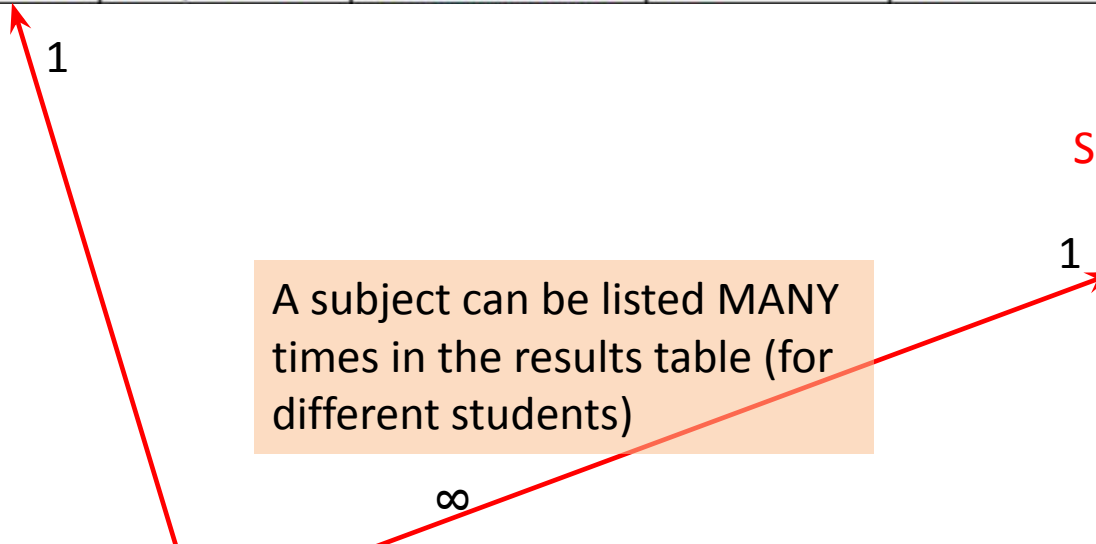 1
S
1
A subject can be listed MANY
times in the results table (for
different students)
∞